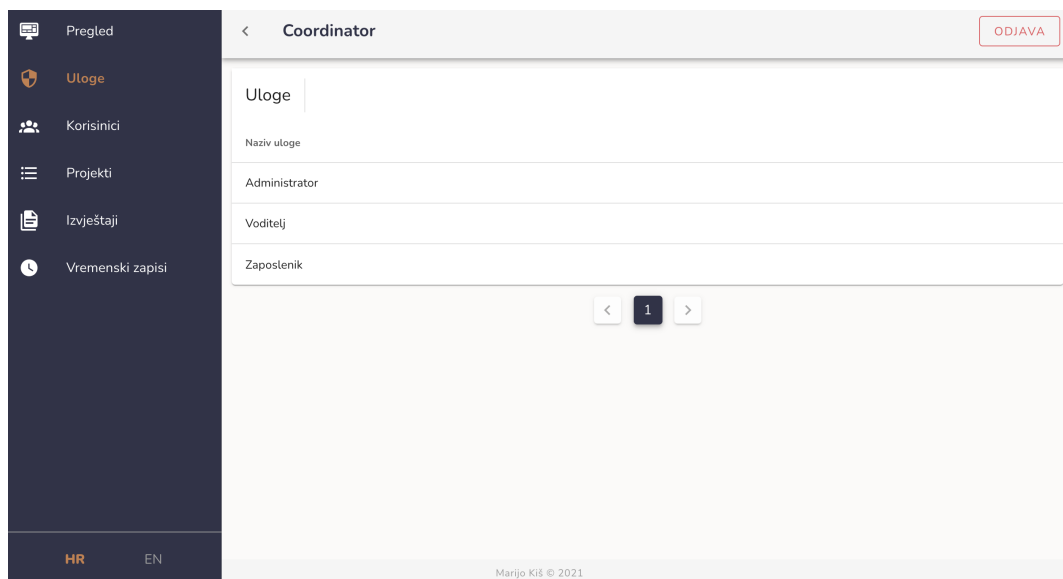 Pregled
Uloge
Korisinici
Projekti
Izvještaji
Vremenski zapisi
HR EN
Coordinator
ODJAVA
Uloge
Naziv uloge
Administrator
Voditelj
Zaposlenik
1
Marijo Kiš © 2021